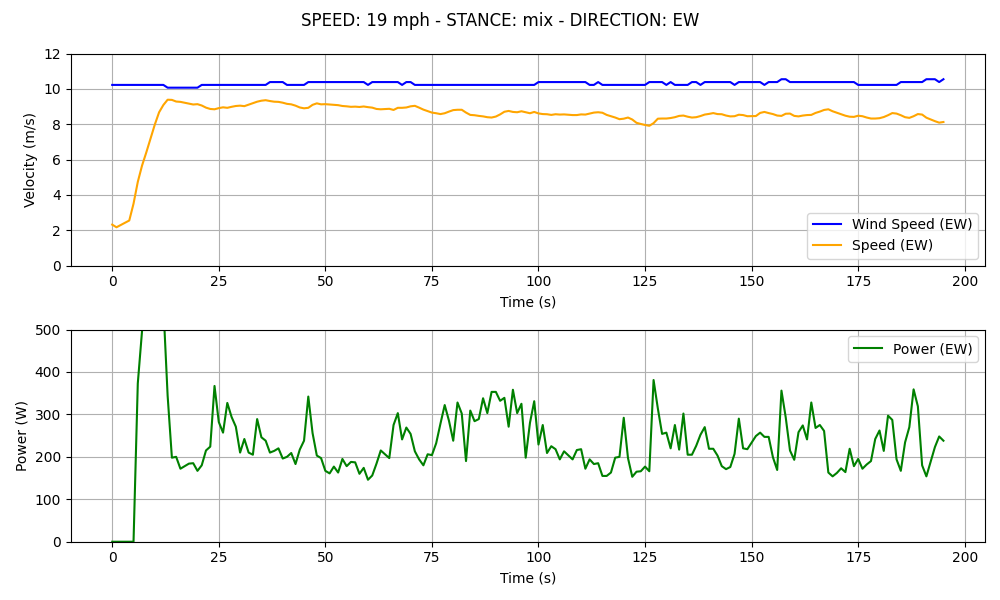 SPEED: 19 mph - STANCE: mix - DIRECTION: EW
12
10
8
6
4
2
0
Velocity (m/s)
Wind Speed (EW)
Speed (EW)
0 25 50 75 100 125 150 175 200
Time (s)
500
400
300
200
100
0
Power (W)
Power (EW)
0 25 50 75 100 125 150 175 200
Time (s)